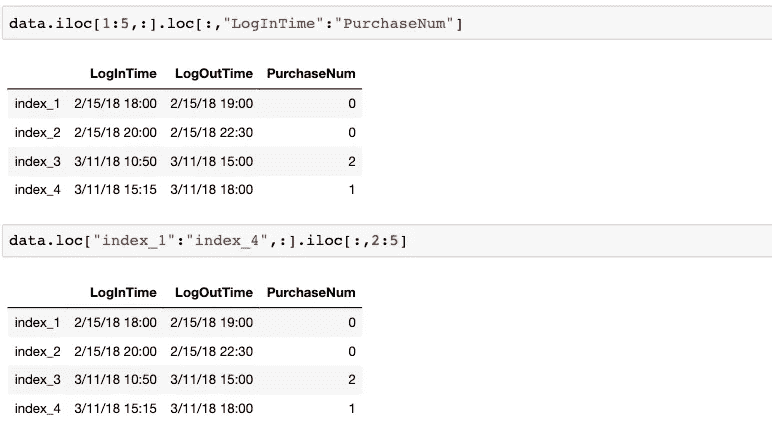 data.iloc[1:5,:].loc[:,"LogInTime":"PurchaseNum"]
LogInTime LogOutTime PurchaseNum
index_1 2/15/18 18:00 2/15/18 19:00 0
index_2 2/15/18 20:00 2/15/18 22:30 0
index_3 3/11/18 10:50 3/11/18 15:00 2
index_4 3/11/18 15:15 3/11/18 18:00 1
data.loc["index_1":"index_4",:].iloc[:,2:5]
LogInTime LogOutTime PurchaseNum
index_1 2/15/18 18:00 2/15/18 19:00 0
index_2 2/15/18 20:00 2/15/18 22:30 0
index_3 3/11/18 10:50 3/11/18 15:00 2
index_4 3/11/18 15:15 3/11/18 18:00 1